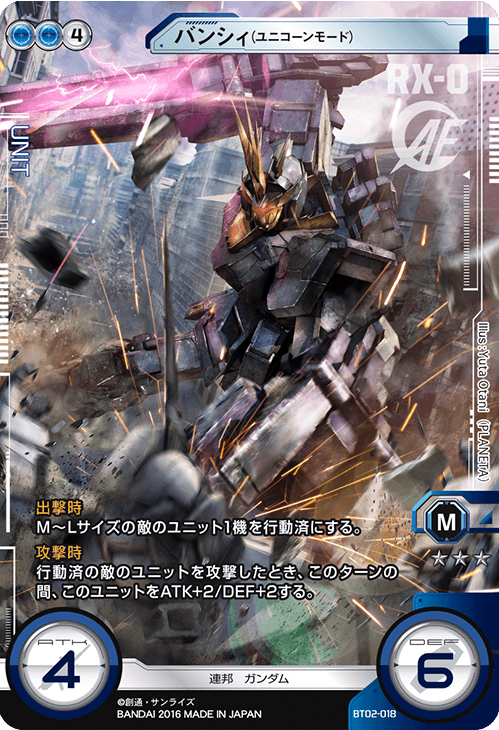 4
バンシィ(ユニコーンモード)
RX-0
AE
UNIT
Illus:Yuta Otani (PLANETA)
出撃時
M～Lサイズの敵のユニット1機を行動済にする。
攻撃時
行動済の敵のユニットを攻撃したとき、このターンの
間、このユニットをATK+2/DEF+2する。
M
ATK
4
DEF
6
連邦 ガンダム
©創通・サンライズ
BANDAI 2016 MADE IN JAPAN
BT02-018